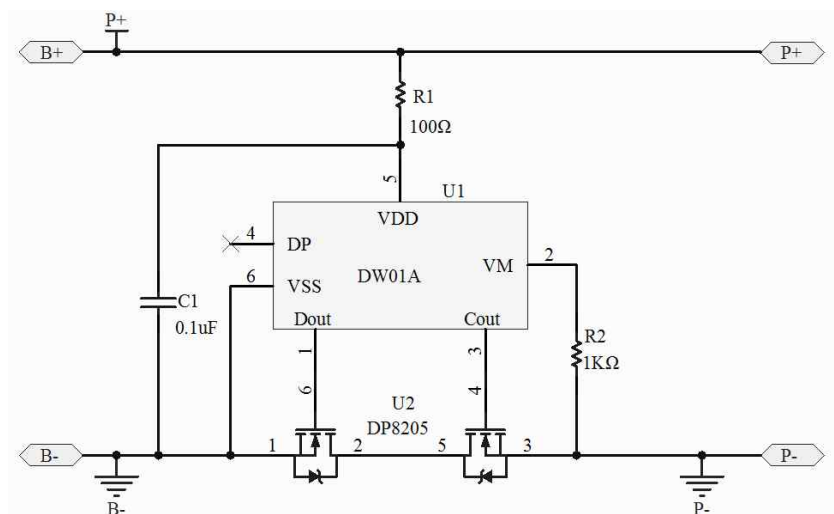 P+
B+
P+
R1
100Ω
5
U1
VDD
4
DP
VM
2
DW01A
6
VSS
C1
0.1uF
Dout
Cout
1
3
R2
1KΩ
6
4
U2
DP8205
B-
1
2
5
3
P-
B-
P-